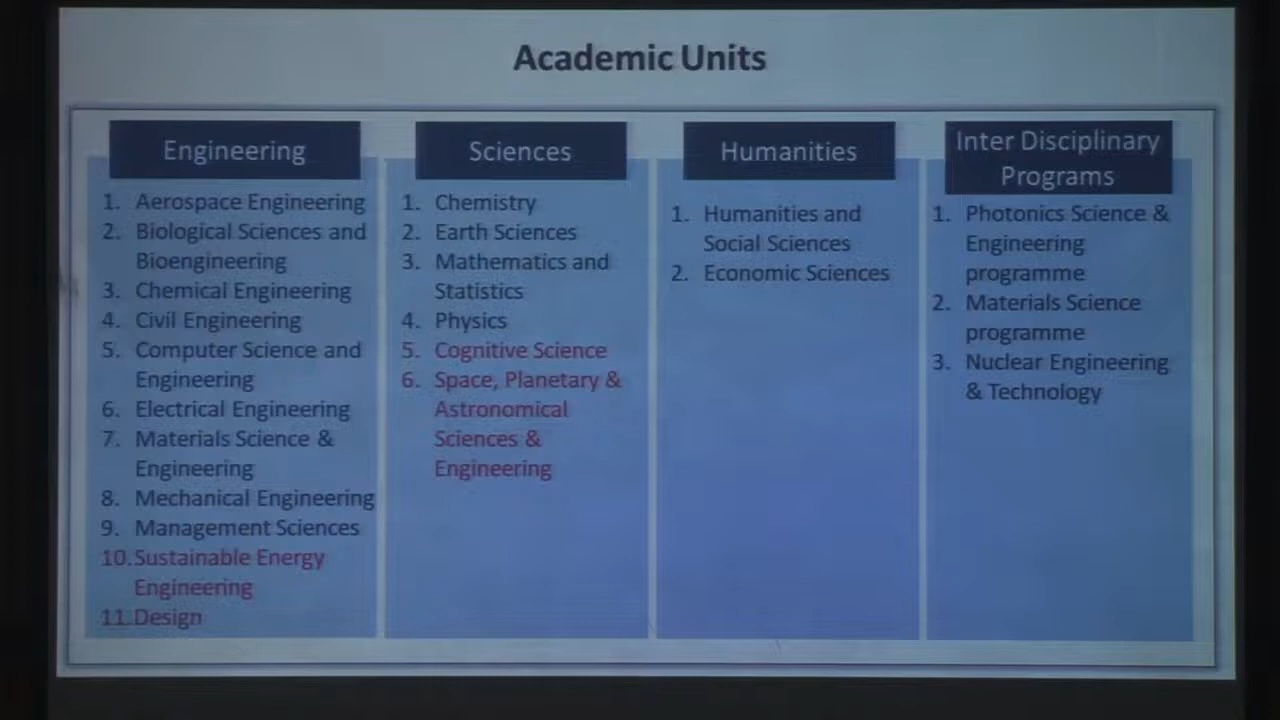 Academic Units
Engineering
1. Aerospace Engineering
2. Biological Sciences and
Bioengineering
3. Chemical Engineering
4. Civil Engineering
5. Computer Science and
Engineering
6. Electrical Engineering
7. Materials Science &
Engineering
8. Mechanical Engineering
9. Management Sciences
10. Sustainable Energy
Engineering
11. Design
Sciences
1. Chemistry
2. Earth Sciences
3. Mathematics and
Statistics
4. Physics
5. Cognitive Science
6. Space, Planetary &
Astronomical
Sciences &
Engineering
Humanities
1. Humanities and
Social Sciences
2. Economic Sciences
Inter Disciplinary
Programs
1. Photonics Science &
Engineering
programme
2. Materials Science
programme
3. Nuclear Engineering
& Technology